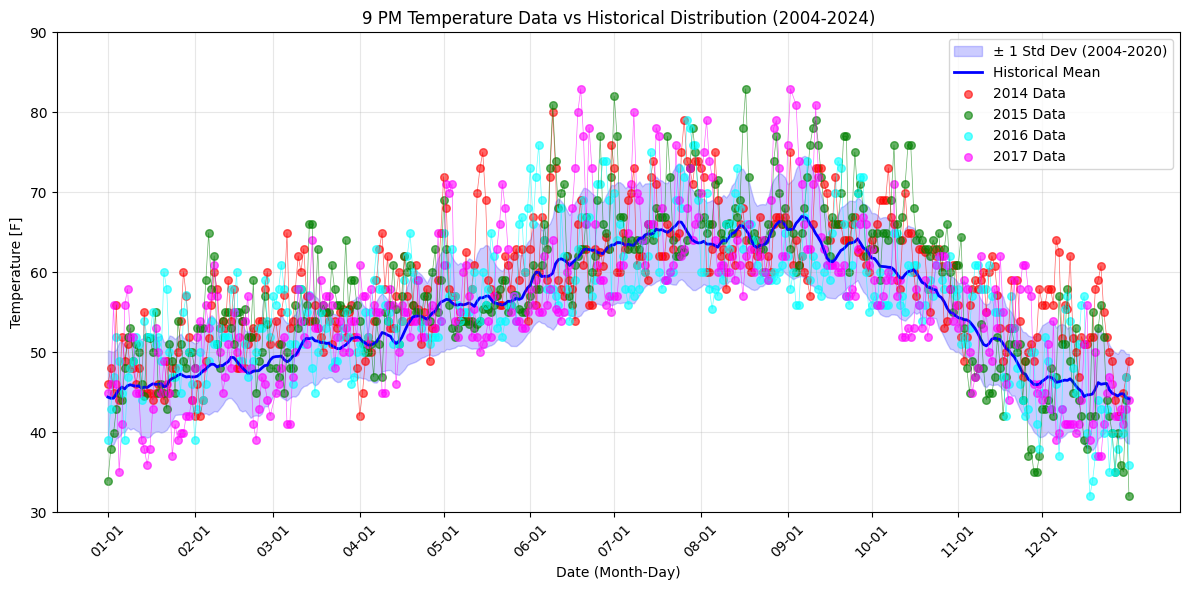 9 PM Temperature Data vs Historical Distribution (2004-2024)
Temperature [F]
90
80
70
60
50
40
30
± 1 Std Dev (2004-2020)
Historical Mean
2014 Data
2015 Data
2016 Data
2017 Data
01-01
02-01
03-01
04-01
05-01
06-01
07-01
08-01
09-01
10-01
11-01
12-01
Date (Month-Day)